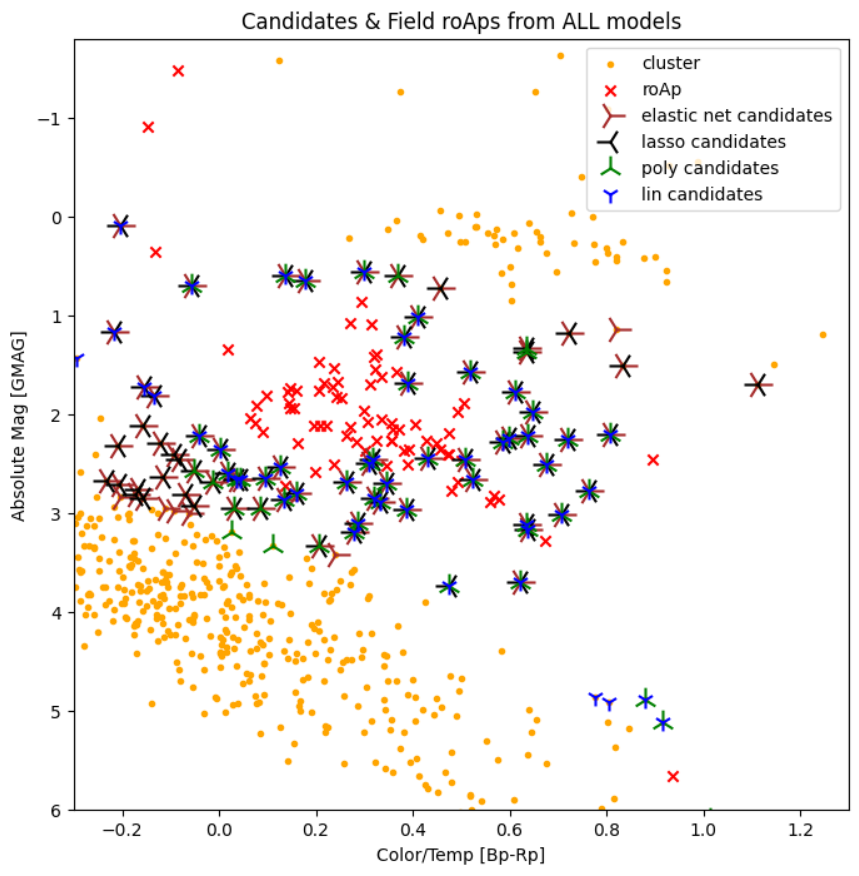 Candidates & Field roAps from ALL models
cluster
roAp
elastic net candidates
lasso candidates
poly candidates
lin candidates
Absolute Mag [GMAG]
−1
0
1
2
3
4
5
6
−0.2
0.0
0.2
0.4
0.6
0.8
1.0
1.2
Color/Temp [Bp-Rp]